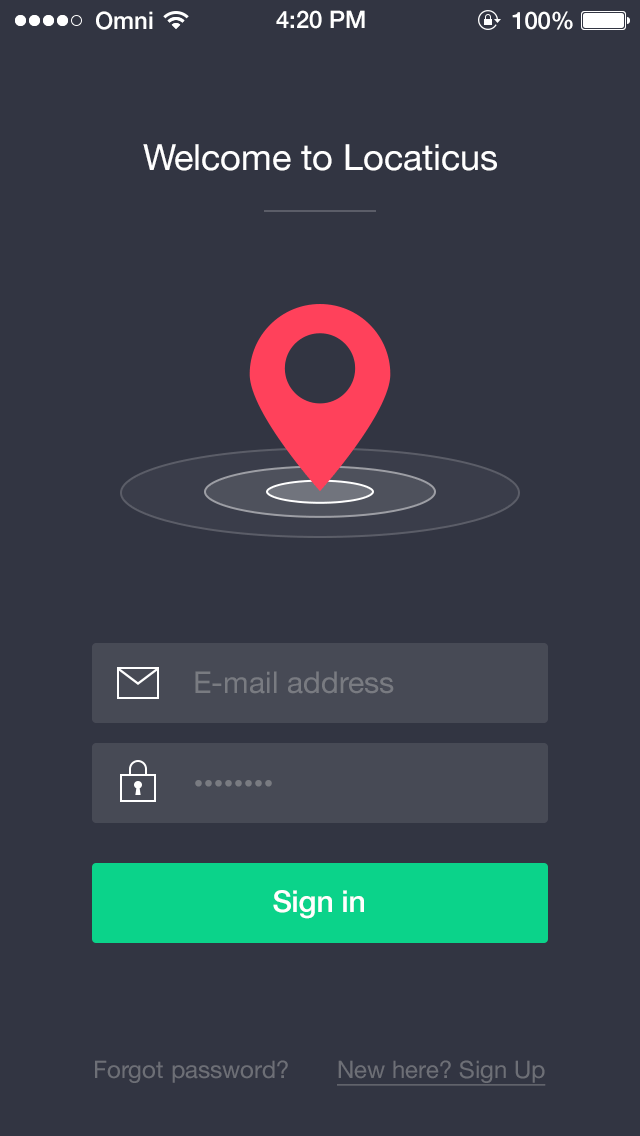 Omni 4:20 PM 100%
Welcome to Locaticus
E-mail address
••••••••
Sign in
Forgot password? New here? Sign Up